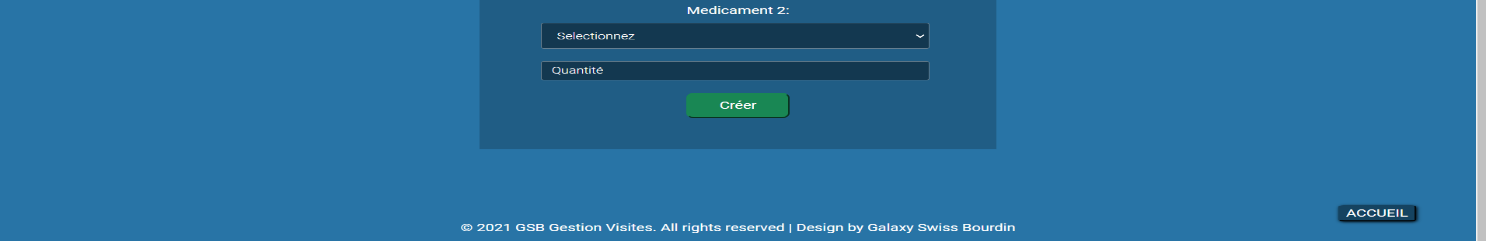 Medicament 2:
Selectionnez
Quantité
Créer
ACCUEIL
© 2021 GSB Gestion Visites. All rights reserved | Design by Galaxy Swiss Bourdin